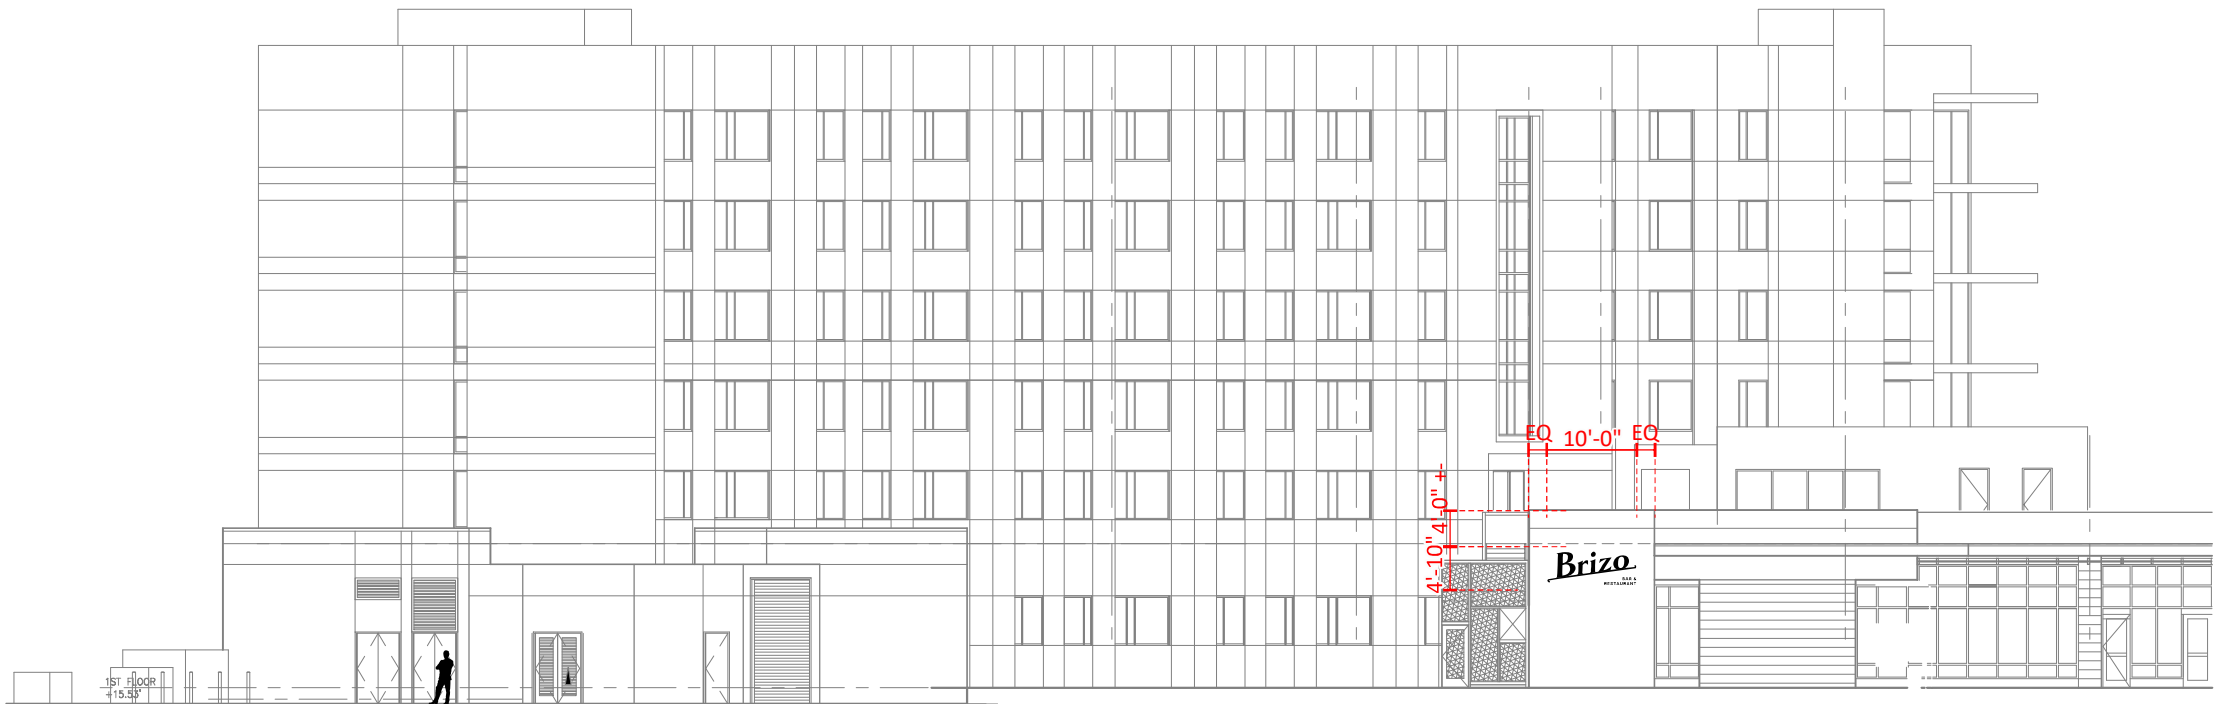 EQ 10'-0" EQ
4'-0" +-
4'-10"
Brizo
BAR &
RESTAURANT
1ST FLOOR
+15.53'